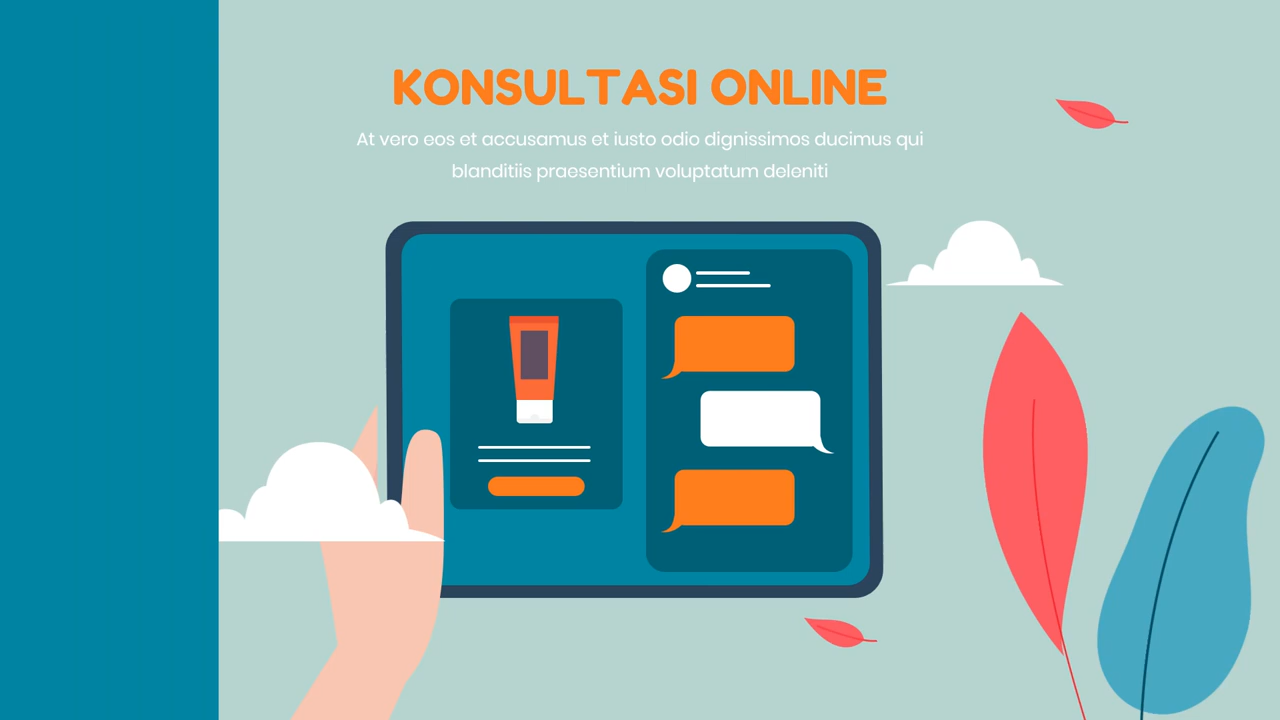 KONSULTASI ONLINE
At vero eos et accusamus et iusto odio dignissimos ducimus qui
blanditiis praesentium voluptatum deleniti